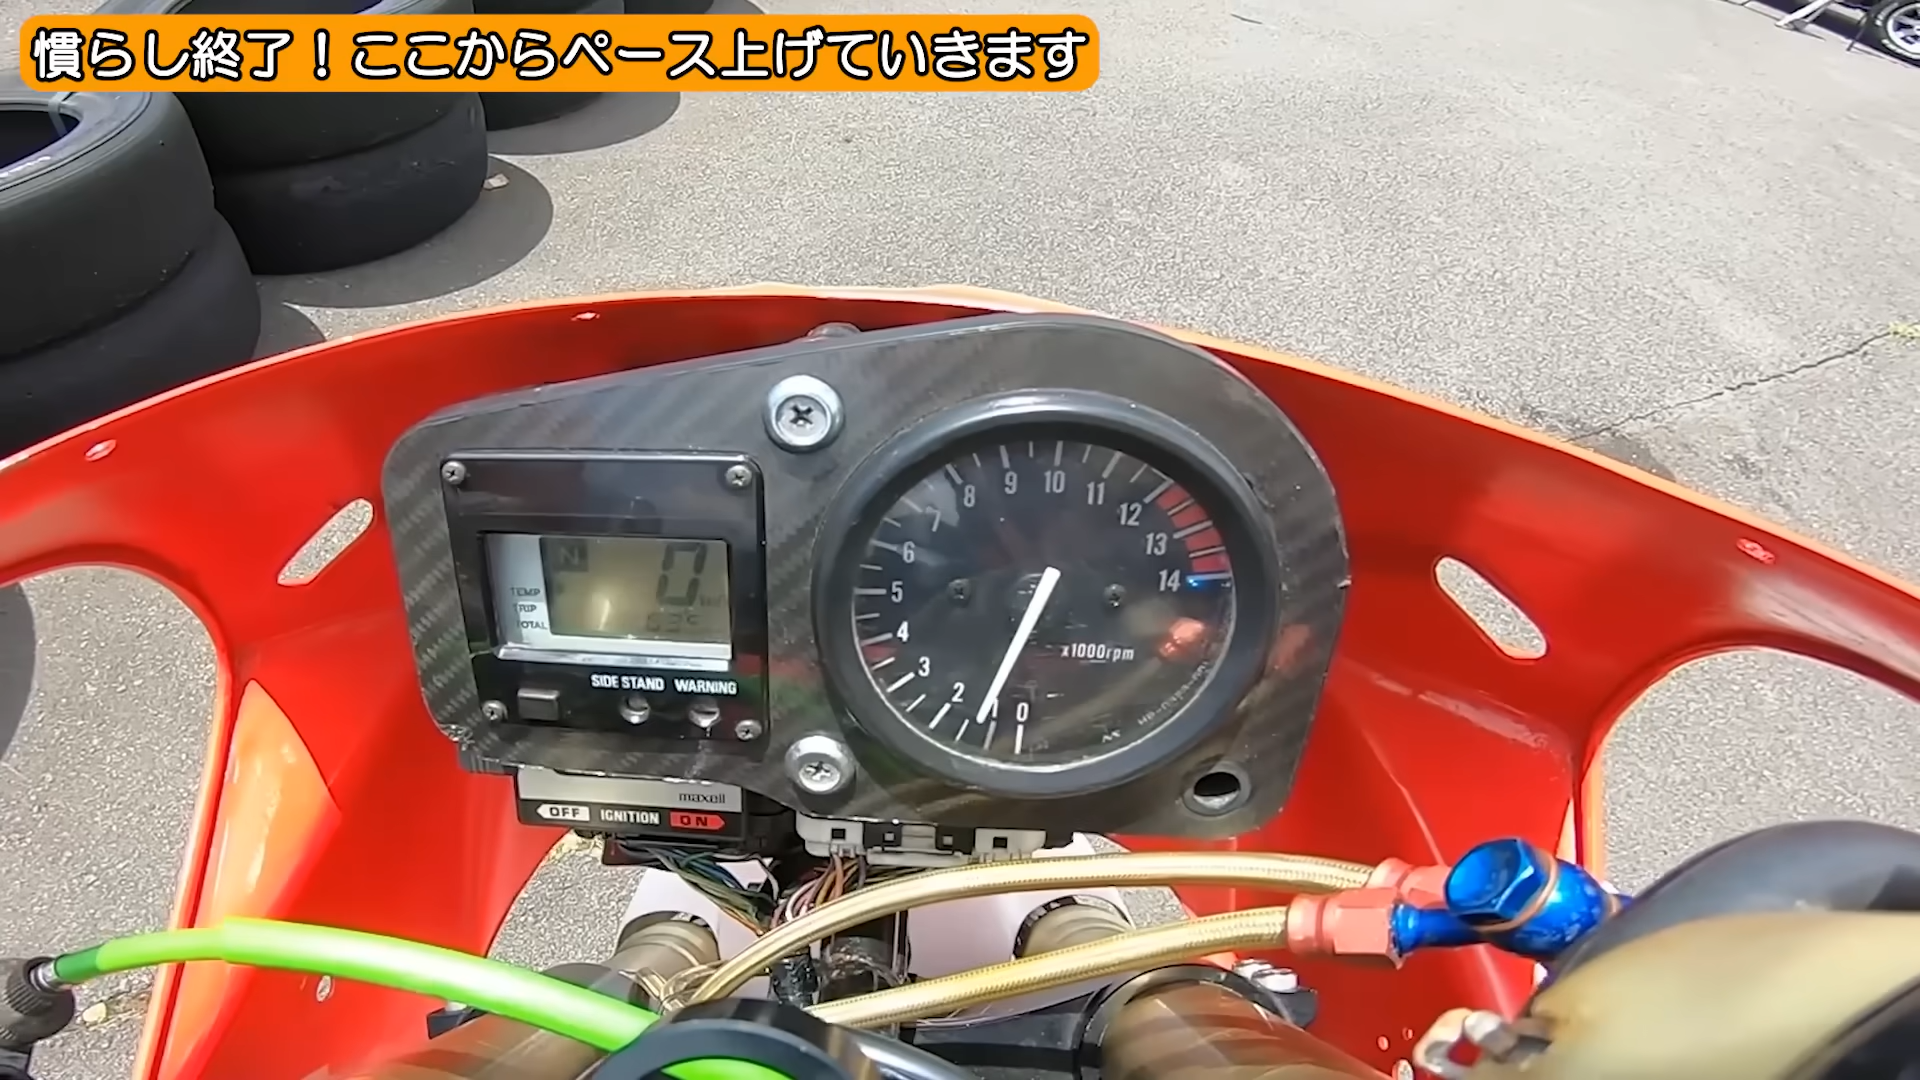 慣らし終了！ここからペース上げていきます
8 9 10 11
7 12
6 13
5 14
4
3
2 1 0
x1000rpm
N 0
TEMP
TRIP
TOTAL
SIDE STAND WARNING
maxell
OFF IGNITION ON